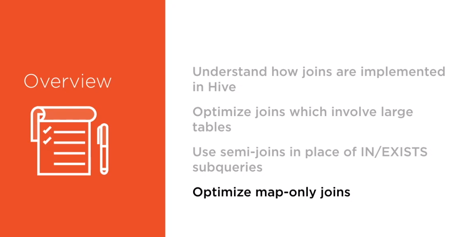 Overview
Understand how joins are implemented
in Hive
Optimize joins which involve large
tables
Use semi-joins in place of IN/EXISTS
subqueries
Optimize map-only joins